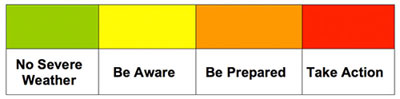 No Severe
Weather
Be Aware
Be Prepared
Take Action